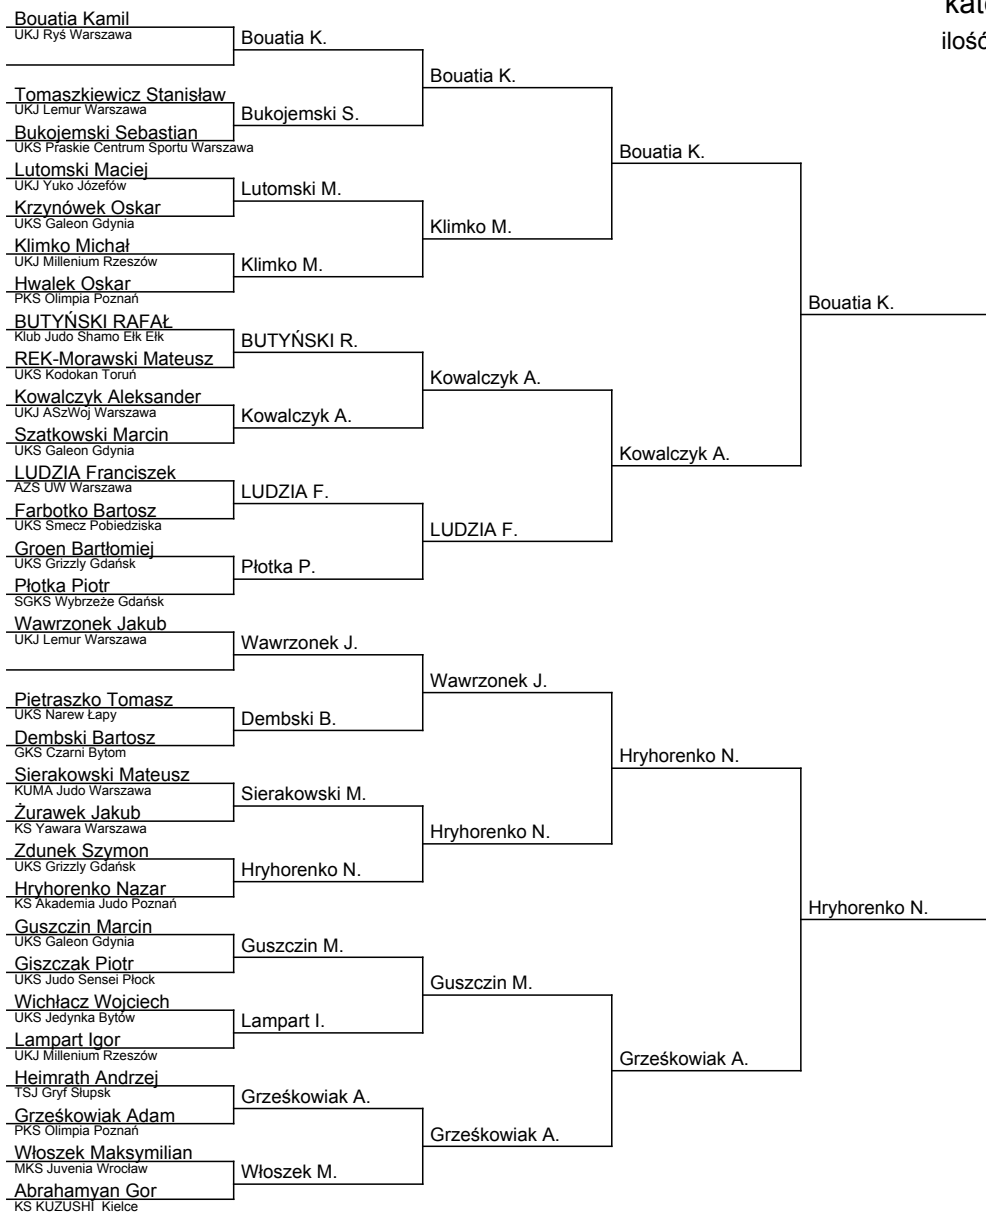 kate
ilość
Bouatia Kamil
UKJ Ryś Warszawa
Tomaszkiewicz Stanisław
UKJ Lemur Warszawa
Bukojemski Sebastian
UKS Praskie Centrum Sportu Warszawa
Lutomski Maciej
UKJ Yuko Józefów
Krzynówek Oskar
UKS Galeon Gdynia
Klimko Michał
UKJ Millenium Rzeszów
Hwalek Oskar
PKS Olimpia Poznań
BUTYŃSKI RAFAŁ
Klub Judo Shamo Ełk Ełk
REK-Morawski Mateusz
UKS Kodokan Toruń
Kowalczyk Aleksander
UKJ ASzWoj Warszawa
Szatkowski Marcin
UKS Galeon Gdynia
LUDZIA Franciszek
AZS UW Warszawa
Farbotko Bartosz
UKS Smecz Pobiedziska
Groen Bartłomiej
UKS Grizzly Gdańsk
Płotka Piotr
SGKS Wybrzeże Gdańsk
Wawrzonek Jakub
UKJ Lemur Warszawa
Pietraszko Tomasz
UKS Narew Łapy
Dembski Bartosz
GKS Czarni Bytom
Sierakowski Mateusz
KUMA Judo Warszawa
Żurawek Jakub
KS Yawara Warszawa
Zdunek Szymon
UKS Grizzly Gdańsk
Hryhorenko Nazar
KS Akademia Judo Poznań
Guszczin Marcin
UKS Galeon Gdynia
Giszczak Piotr
UKS Judo Sensei Płock
Wichłacz Wojciech
UKS Jedynka Bytów
Lampart Igor
UKJ Millenium Rzeszów
Heimrath Andrzej
TSJ Gryf Słupsk
Grześkowiak Adam
PKS Olimpia Poznań
Włoszek Maksymilian
MKS Juvenia Wrocław
Abrahamyan Gor
KS KUZUSHI Kielce
Bouatia K.
Bukojemski S.
Lutomski M.
Klimko M.
BUTYŃSKI R.
Kowalczyk A.
LUDZIA F.
Płotka P.
Wawrzonek J.
Dembski B.
Sierakowski M.
Hryhorenko N.
Guszczin M.
Lampart I.
Grześkowiak A.
Włoszek M.
Bouatia K.
Klimko M.
Kowalczyk A.
LUDZIA F.
Wawrzonek J.
Hryhorenko N.
Guszczin M.
Grześkowiak A.
Bouatia K.
Kowalczyk A.
Hryhorenko N.
Grześkowiak A.
Bouatia K.
Hryhorenko N.